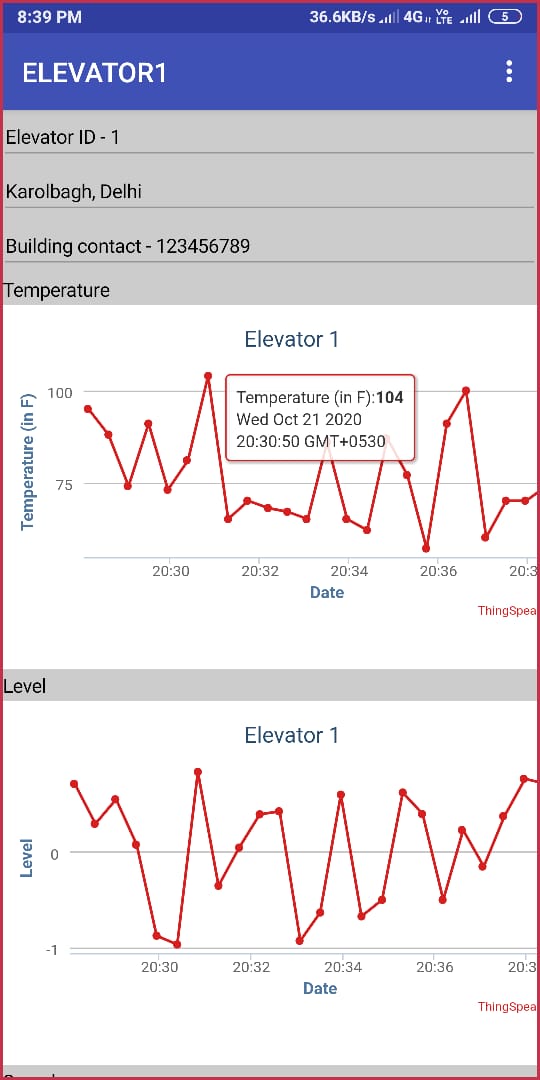 8:39 PM 36.6KB/s 4G Vo LTE 5
ELEVATOR1
Elevator ID - 1
Karolbagh, Delhi
Building contact - 123456789
Temperature
Elevator 1
Temperature (in F):104
Wed Oct 21 2020
20:30:50 GMT+0530
Temperature (in F)
100
75
20:30 20:32 20:34 20:36 20:3
Date
ThingSpea
Level
Elevator 1
Level
0
-1
20:30 20:32 20:34 20:36 20:3
Date
ThingSpea